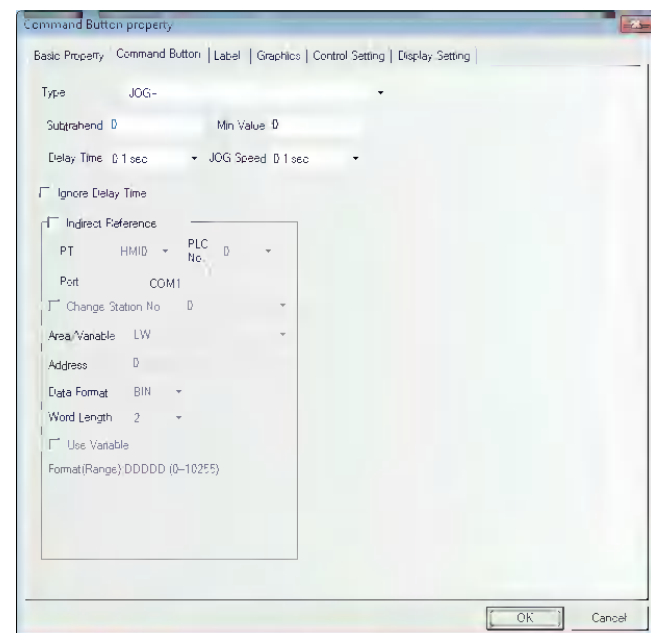 Command Button property
Basic Property Command Button Label Graphics Control Setting Display Setting
Type JOG-
Subtrahend 0 Min Value 0
Delay Time 0.1 sec JOG Speed 0.1 sec
Ignore Delay Time
Indirect Reference
PT HMI0 PLC No. 0
Port COM1
Change Station No 0
Area/Variable LW
Address 0
Data Format BIN
Word Length 2
Use Variable
Format(Range):DDDDD (0~10255)
OK Cancel